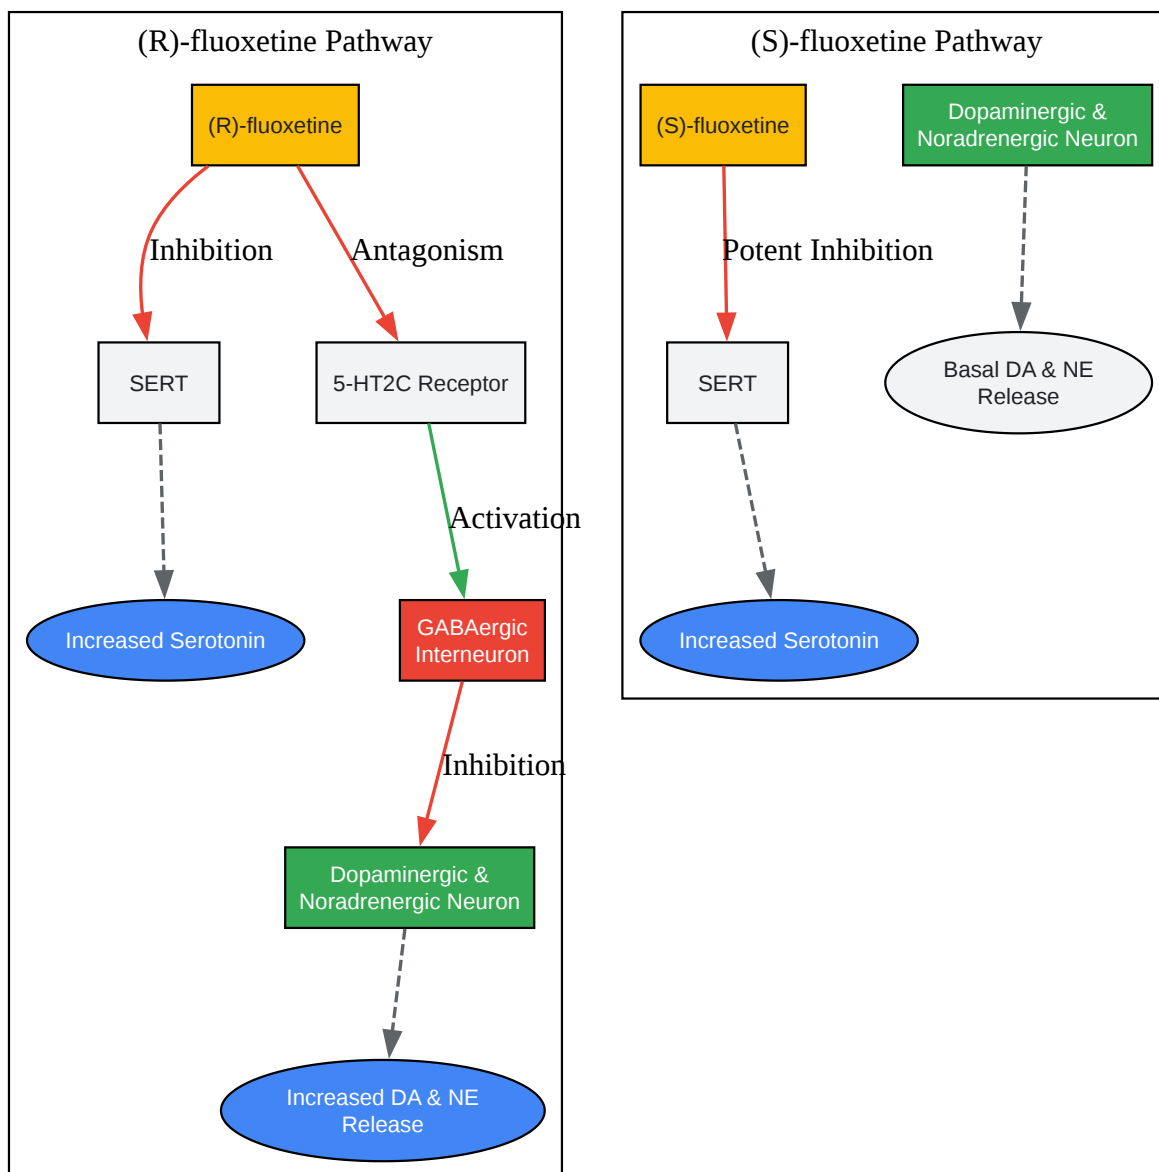 (R)-fluoxetine Pathway
(R)-fluoxetine
Inhibition
Antagonism
SERT
5-HT2C Receptor
Activation
Increased Serotonin
GABAergic
Interneuron
Inhibition
Dopaminergic &
Noradrenergic Neuron
Increased DA & NE
Release
(S)-fluoxetine Pathway
(S)-fluoxetine
Dopaminergic &
Noradrenergic Neuron
Potent Inhibition
SERT
Basal DA & NE
Release
Increased Serotonin